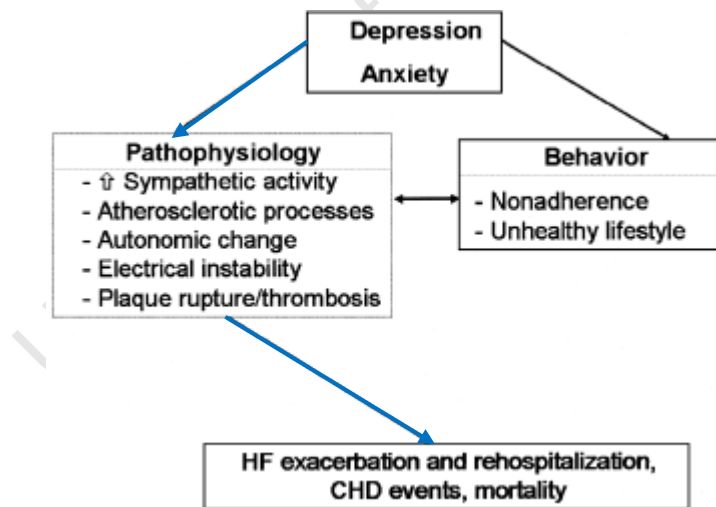 Depression
Anxiety
Pathophysiology
- ⇧ Sympathetic activity
- Atherosclerotic processes
- Autonomic change
- Electrical instability
- Plaque rupture/thrombosis
Behavior
- Nonadherence
- Unhealthy lifestyle
HF exacerbation and rehospitalization,
CHD events, mortality